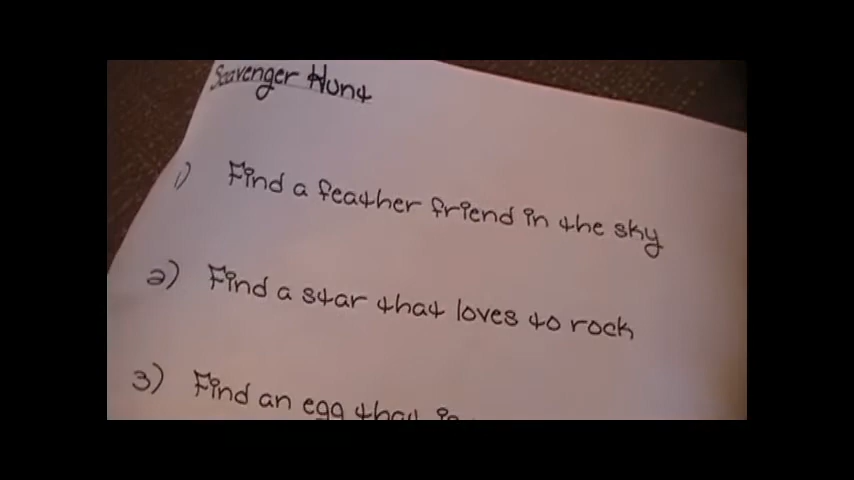 Scavenger Hunt
1) Find a feather friend in the sky
2) Find a star that loves to rock
3) Find an egg that